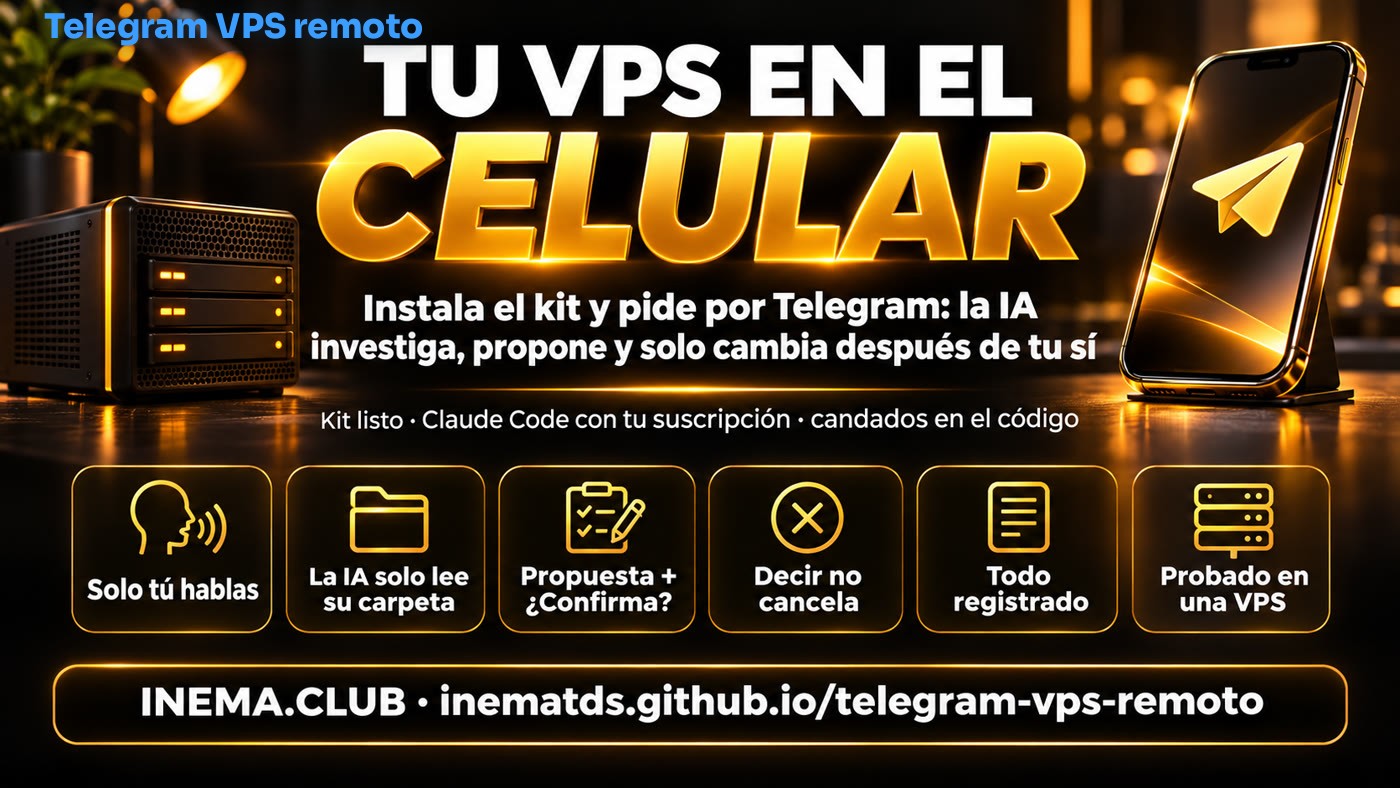 Telegram VPS remoto
TU VPS EN EL
CELULAR
Instala el kit y pide por Telegram: la IA
investiga, propone y solo cambia después de tu sí
Kit listo · Claude Code con tu suscripción · candados en el código
Solo tú hablas
La IA solo lee
su carpeta
Propuesta +
¿Confirma?
Decir no
cancela
Todo
registrado
Probado en
una VPS
INEMA.CLUB · inematds.github.io/telegram-vps-remoto